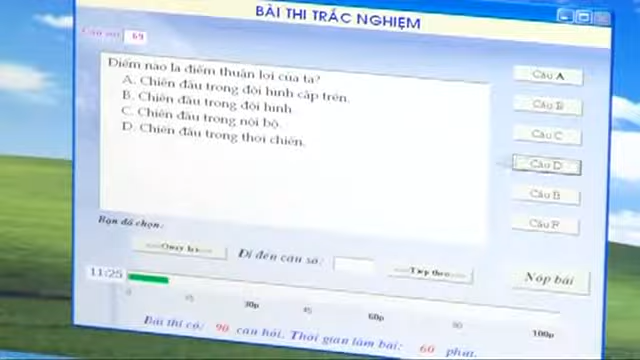 BÀI THI TRẮC NGHIỆM
69
Điểm nào là điểm thuận lợi của ta?
A. Chiến đấu trong đội hình cấp trên.
B. Chiến đấu trong đội hình.
C. Chiến đấu trong nội bộ.
D. Chiến đấu trong thời chiến.
Câu A
Câu B
Câu C
Câu D
Câu F
Bạn đã chọn:
Đi đến câu số:
Tiếp theo
Nộp bài
11:25
0
15
30p
45
60p
100p
Bài thi có: 90 câu hỏi. Thời gian làm bài: 60 phút.